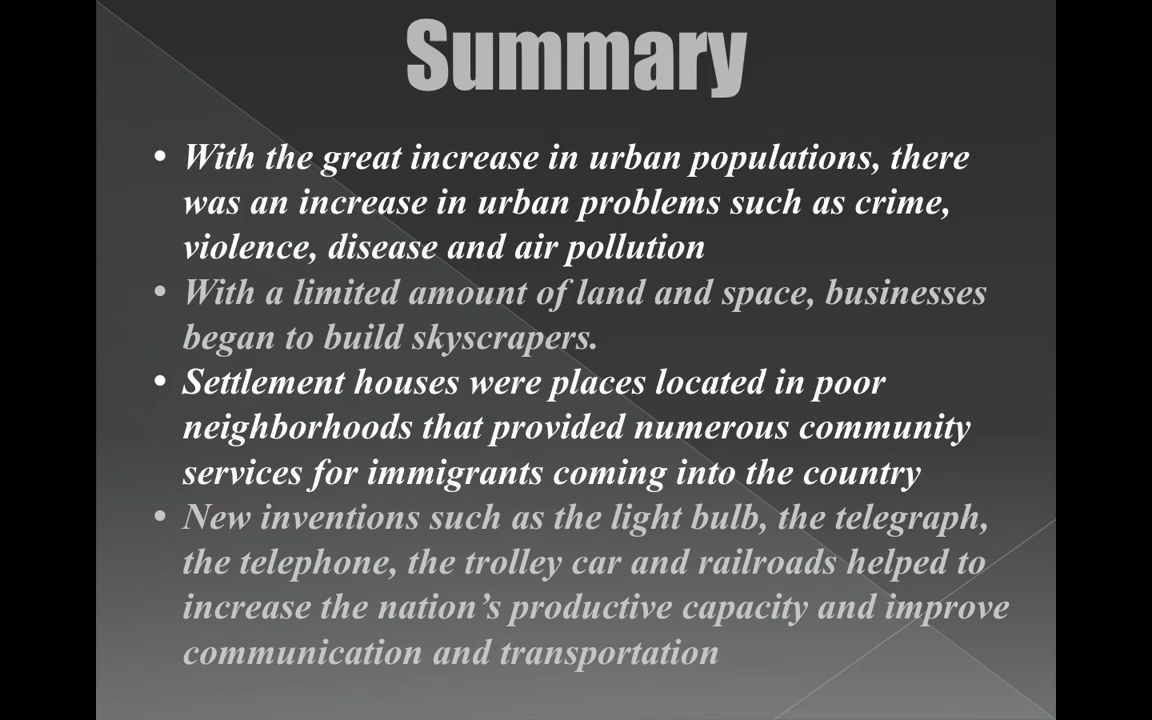 Summary
• With the great increase in urban populations, there
was an increase in urban problems such as crime,
violence, disease and air pollution
• With a limited amount of land and space, businesses
began to build skyscrapers.
• Settlement houses were places located in poor
neighborhoods that provided numerous community
services for immigrants coming into the country
• New inventions such as the light bulb, the telegraph,
the telephone, the trolley car and railroads helped to
increase the nation’s productive capacity and improve
communication and transportation